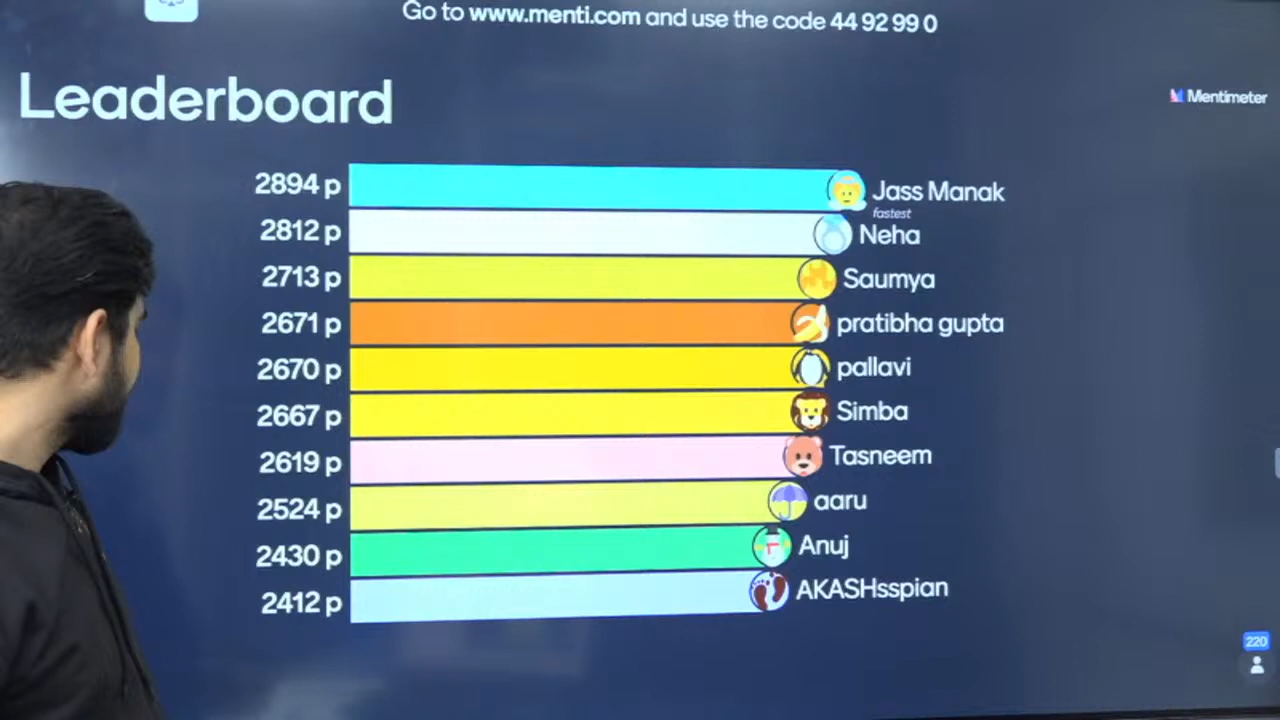 Go to www.menti.com and use the code 44 92 99 0
Leaderboard
Mentimeter
2894 p Jass Manak
fastest
2812 p Neha
2713 p Saumya
2671 p pratibha gupta
2670 p pallavi
2667 p Simba
2619 p Tasneem
2524 p aaru
2430 p Anuj
2412 p AKASHsspian
220